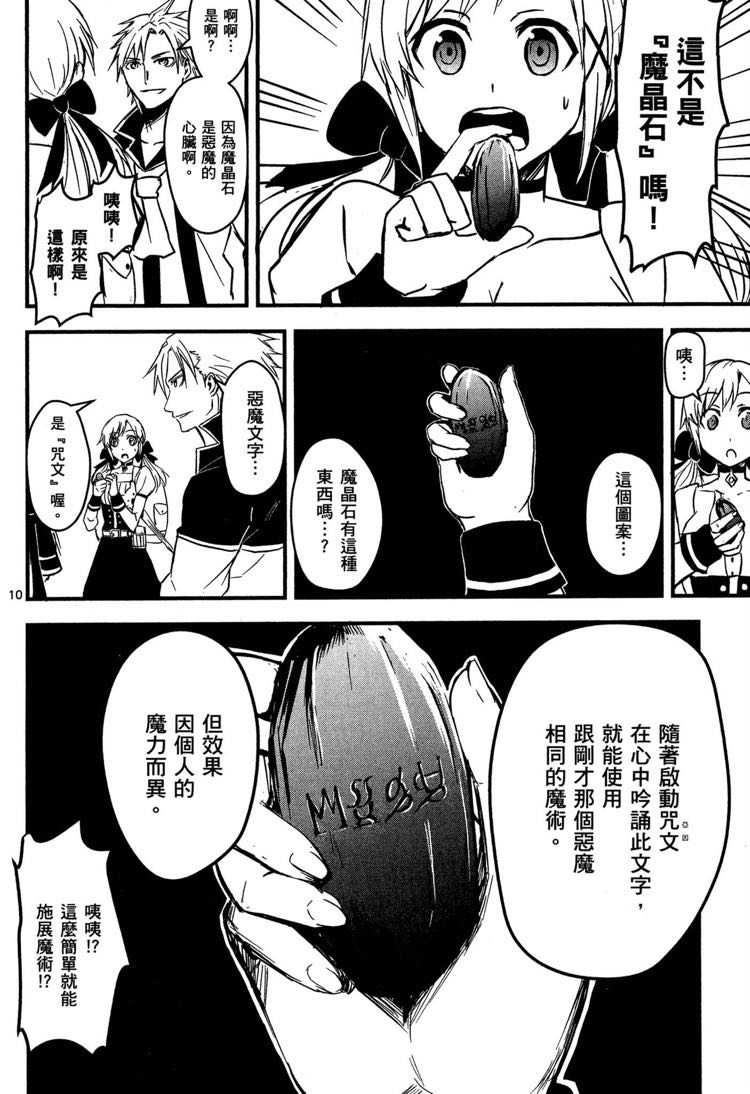 這不是
『魔晶石』嗎！
啊啊…
是啊？
因為魔晶石
是惡魔的
心臟啊。
咦咦！
原來是
這樣啊！
咦…
這個圖案…
魔晶石有這種
東西嗎…？
惡魔文字…
是『咒文』喔。
10
隨著啟動咒文
在心中吟誦此文字，
就能使用
跟剛才那個惡魔
相同的魔術。
但效果
因個人的
魔力而異。
咦咦!?
這麼簡單就能
施展魔術!?